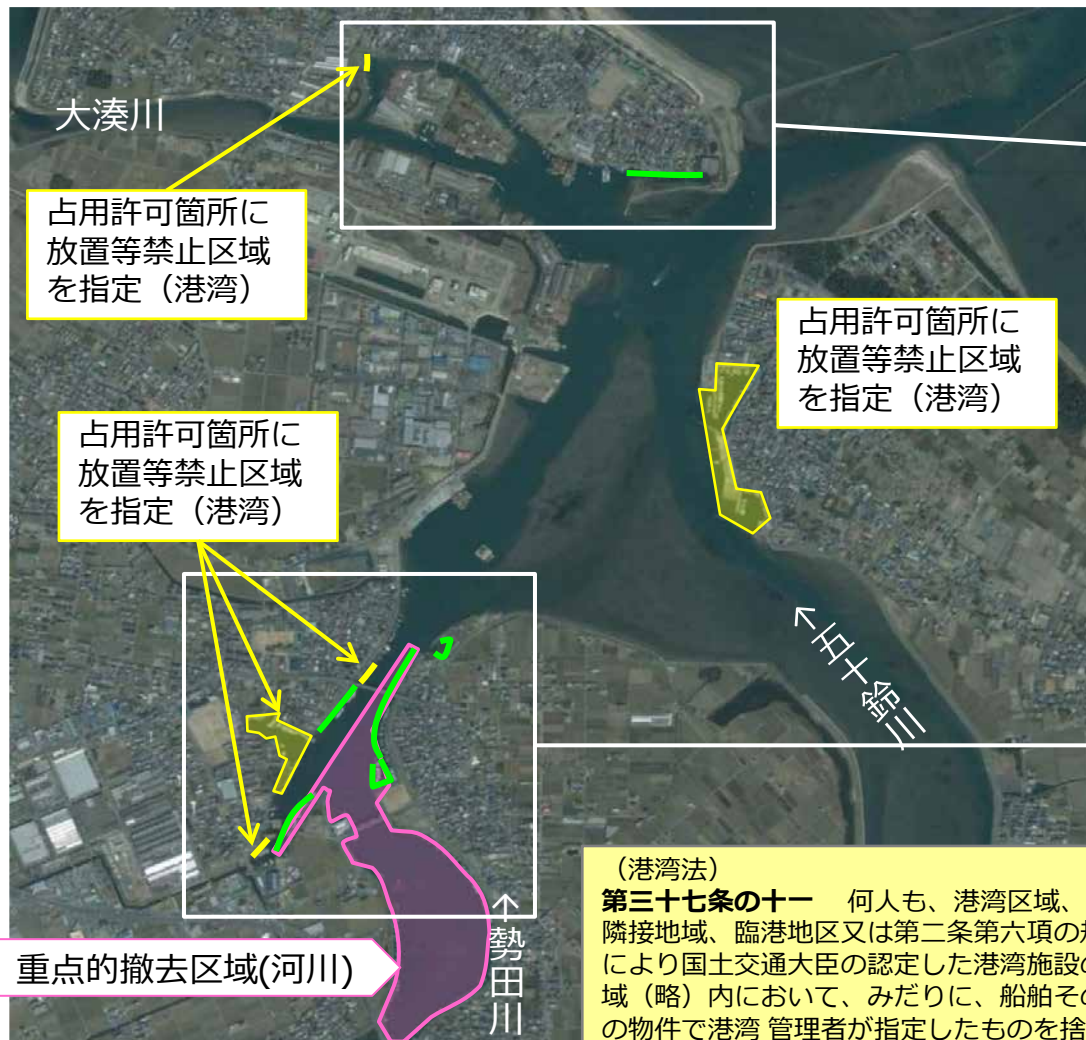 大湊川
占用許可箇所に
放置等禁止区域
を指定（港湾）
占用許可箇所に
放置等禁止区域
を指定（港湾）
占用許可箇所に
放置等禁止区域
を指定（港湾）
↑五十鈴川
↑勢田川
重点的撤去区域(河川)
（港湾法）
第三十七条の十一　何人も、港湾区域、
隣接地域、臨港地区又は第二条第六項の
により国土交通大臣の認定した港湾施設の
域（略）内において、みだりに、船舶その
の物件で港湾 管理者が指定したものを捨